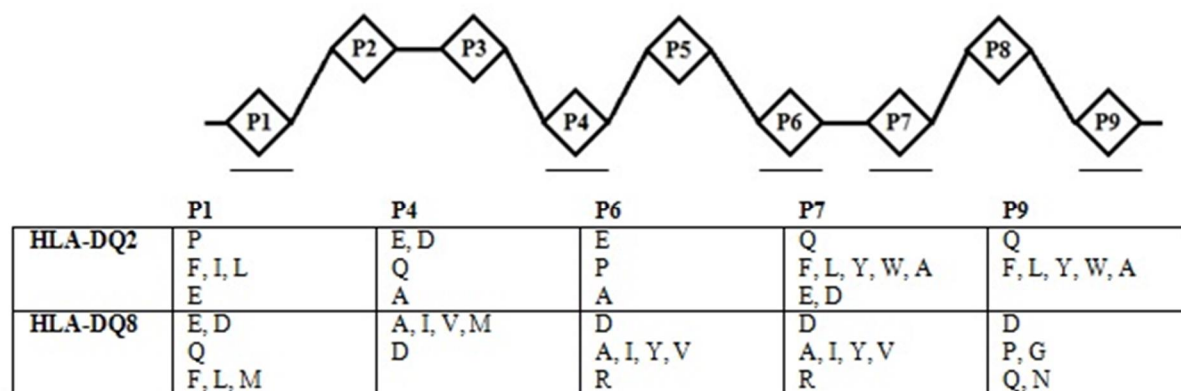 P1 P2 P3 P4 P5 P6 P7 P8 P9
P1 P4 P6 P7 P9
HLA-DQ2 P E, D E Q Q
F, I, L Q P F, L, Y, W, A F, L, Y, W, A
E A A E, D
HLA-DQ8 E, D A, I, V, M D D D
Q D A, I, Y, V A, I, Y, V P, G
F, L, M R R Q, N